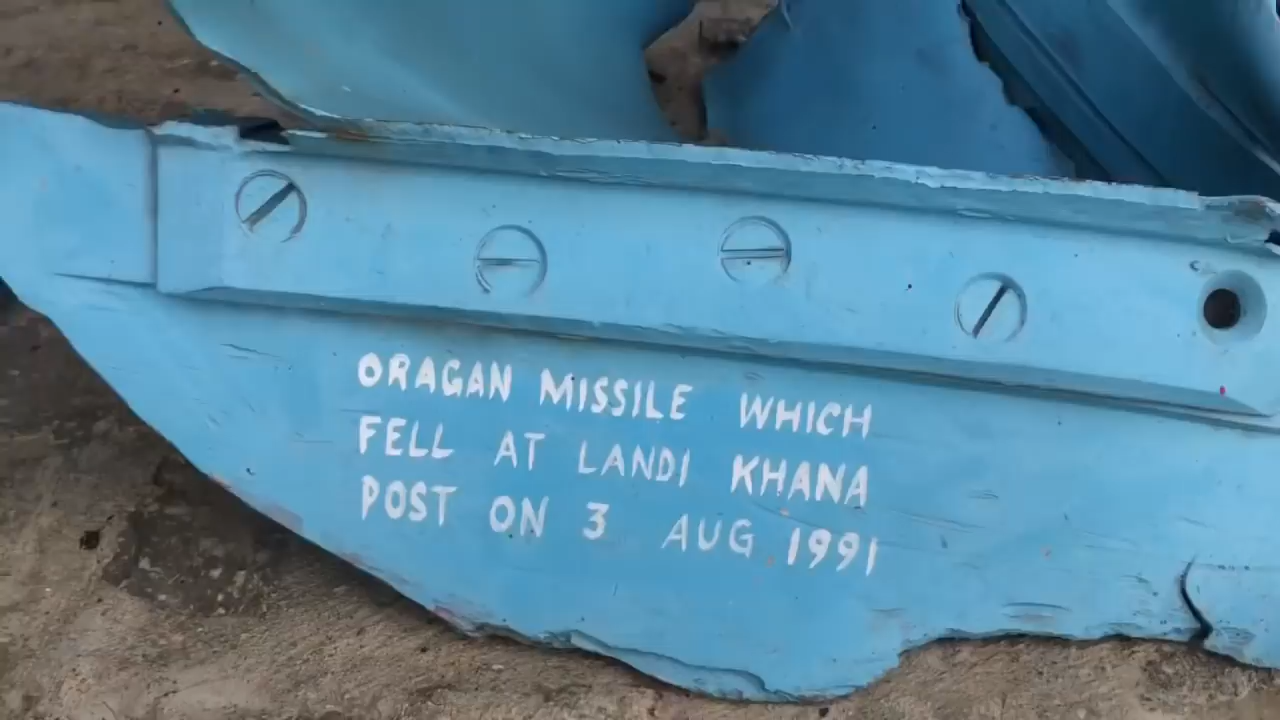 ORAGAN MISSILE WHICH
FELL AT LANDI KHANA
POST ON 3 AUG 1991